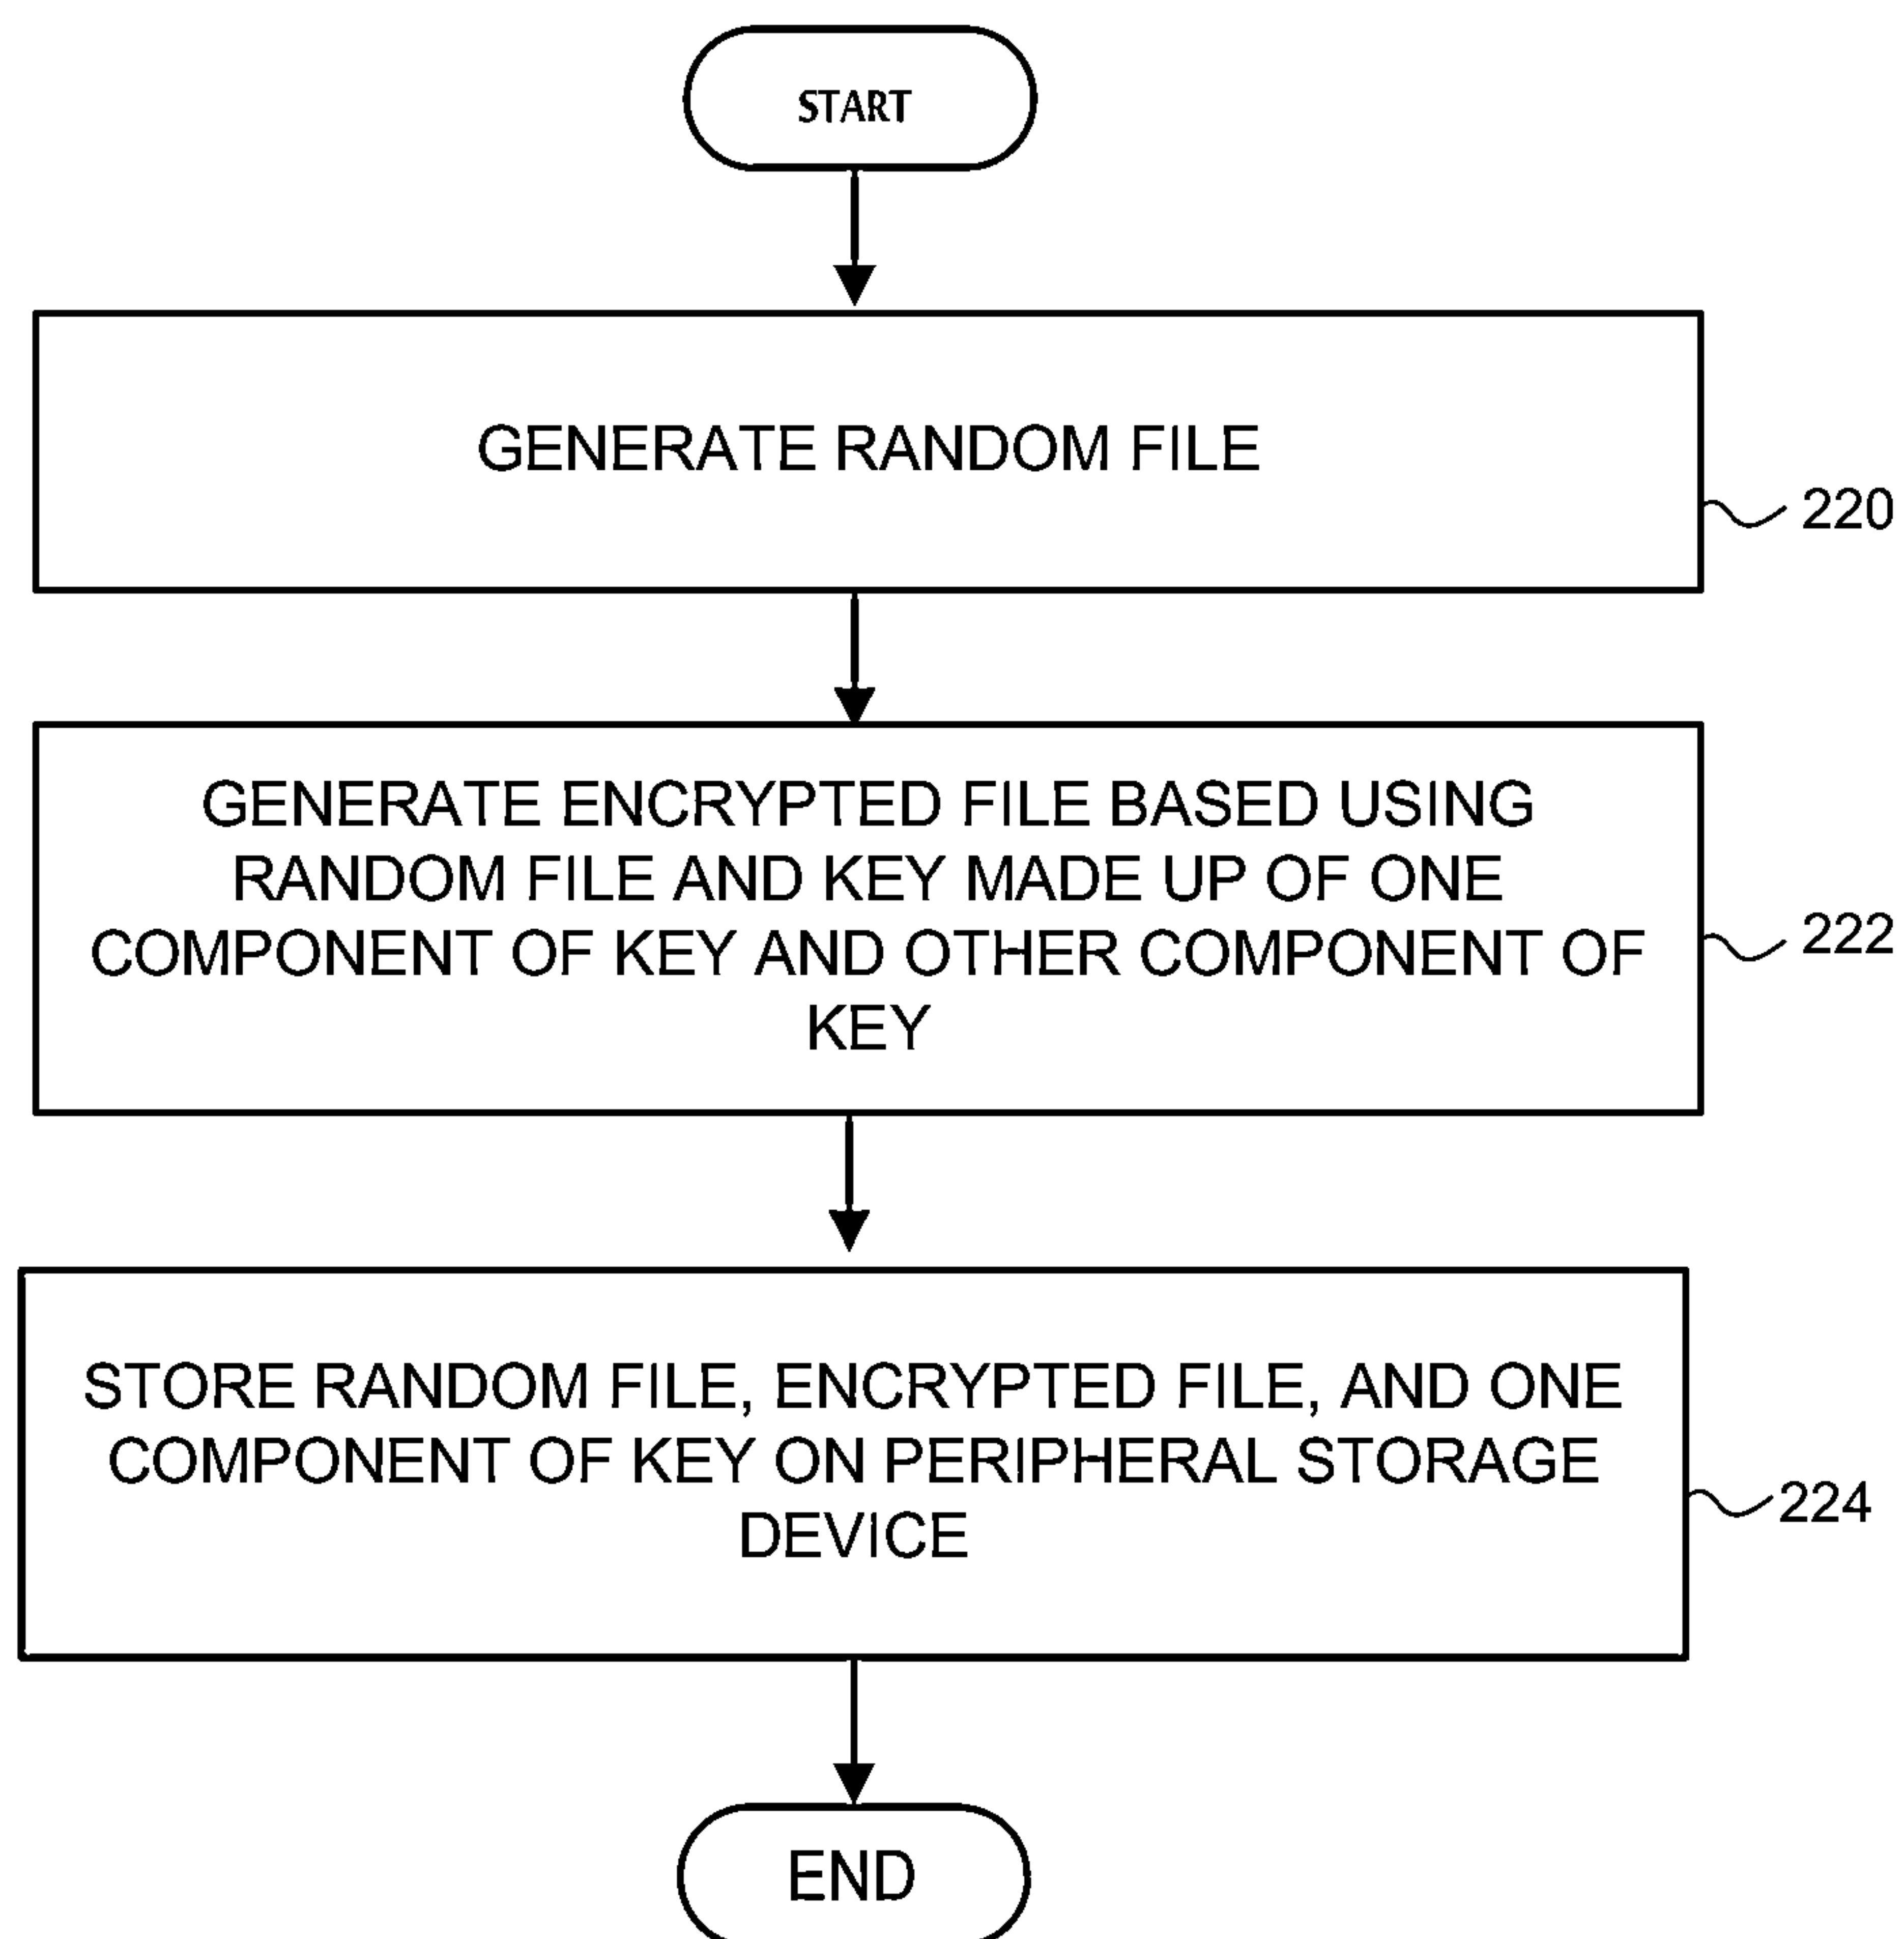 START
GENERATE RANDOM FILE
220
GENERATE ENCRYPTED FILE BASED USING
RANDOM FILE AND KEY MADE UP OF ONE
COMPONENT OF KEY AND OTHER COMPONENT OF
KEY
222
STORE RANDOM FILE, ENCRYPTED FILE, AND ONE
COMPONENT OF KEY ON PERIPHERAL STORAGE
DEVICE
224
END